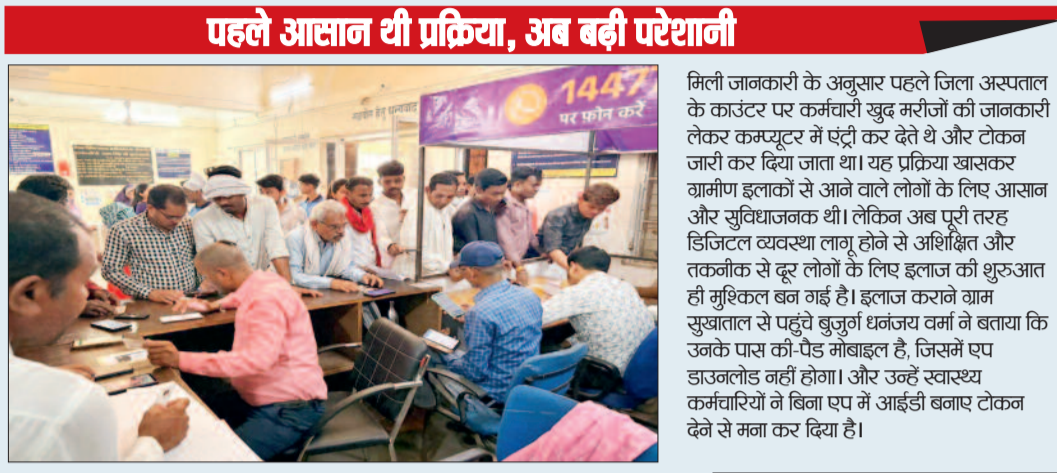 पहले आसान थी प्रक्रिया, अब बढ़ी परेशानी
1447
पर फ़ोन करें
मिली जानकारी के अनुसार पहले जिला अस्पताल
के काउंटर पर कर्मचारी खुद मरीजों की जानकारी
लेकर कम्प्यूटर में एंट्री कर देते थे और टोकन
जारी कर दिया जाता था। यह प्रक्रिया खासकर
ग्रामीण इलाकों से आने वाले लोगों के लिए आसान
और सुविधाजनक थी। लेकिन अब पूरी तरह
डिजिटल व्यवस्था लागू होने से अशिक्षित और
तकनीक से दूर लोगों के लिए इलाज की शुरुआत
ही मुश्किल बन गई है। इलाज कराने ग्राम
सुखाताल से पहुंचे बुजुर्ग धनंजय वर्मा ने बताया कि
उनके पास की-पैड मोबाइल है, जिसमें एप
डाउनलोड नहीं होगा। और उन्हें स्वास्थ्य
कर्मचारियों ने बिना एप में आईडी बनाए टोकन
देने से मना कर दिया है।